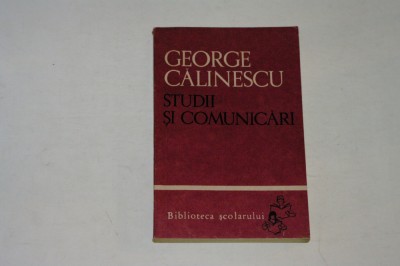 GEORGE
CĂLINESCU
STUDII
ȘI COMUNICĂRI
Biblioteca școlarului